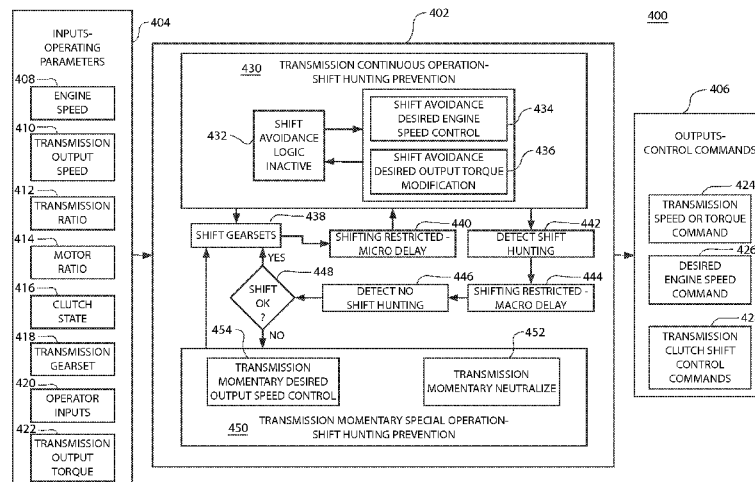 400
402
404
INPUTS-
OPERATING
PARAMETERS
408
ENGINE
SPEED
410
TRANSMISSION
OUTPUT
SPEED
412
TRANSMISSION
RATIO
414
MOTOR
RATIO
416
CLUTCH
STATE
418
TRANSMISSION
GEARSET
420
OPERATOR
INPUTS
422
TRANSMISSION
OUTPUT
TORQUE
430
TRANSMISSION CONTINUOUS OPERATION-
SHIFT HUNTING PREVENTION
432
SHIFT
AVOIDANCE
LOGIC
INACTIVE
434
SHIFT AVOIDANCE
DESIRED ENGINE
SPEED CONTROL
436
SHIFT AVOIDANCE
DESIRED OUTPUT TORQUE
MODIFICATION
438
SHIFT GEARSETS
440
SHIFTING RESTRICTED -
MICRO DELAY
442
DETECT SHIFT
HUNTING
444
SHIFTING RESTRICTED -
MACRO DELAY
446
DETECT NO
SHIFT HUNTING
448
YES
SHIFT
OK
?
NO
454
TRANSMISSION
MOMENTARY DESIRED
OUTPUT SPEED CONTROL
452
TRANSMISSION
MOMENTARY NEUTRALIZE
450
TRANSMISSION MOMENTARY SPECIAL OPERATION-
SHIFT HUNTING PREVENTION
406
OUTPUTS-
CONTROL COMMANDS
424
TRANSMISSION
SPEED OR TORQUE
COMMAND
426
DESIRED
ENGINE SPEED
COMMAND
42
TRANSMISSION
CLUTCH SHIFT
CONTROL
COMMANDS